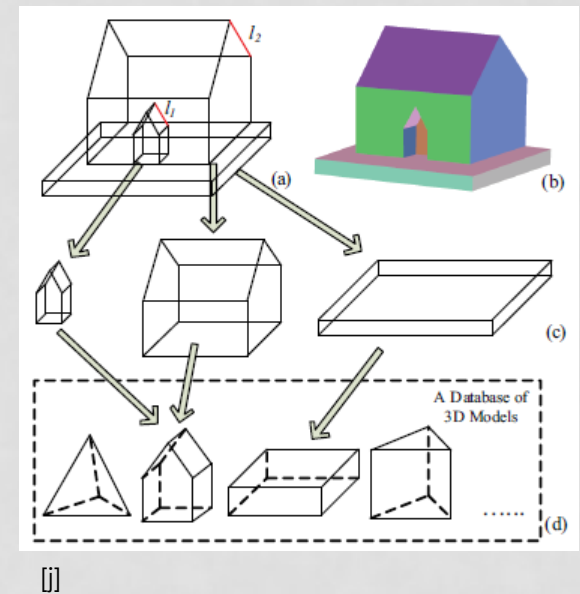 l2
l1
(a)
(b)
(c)
A Database of
3D Models
......
(d)
[j]